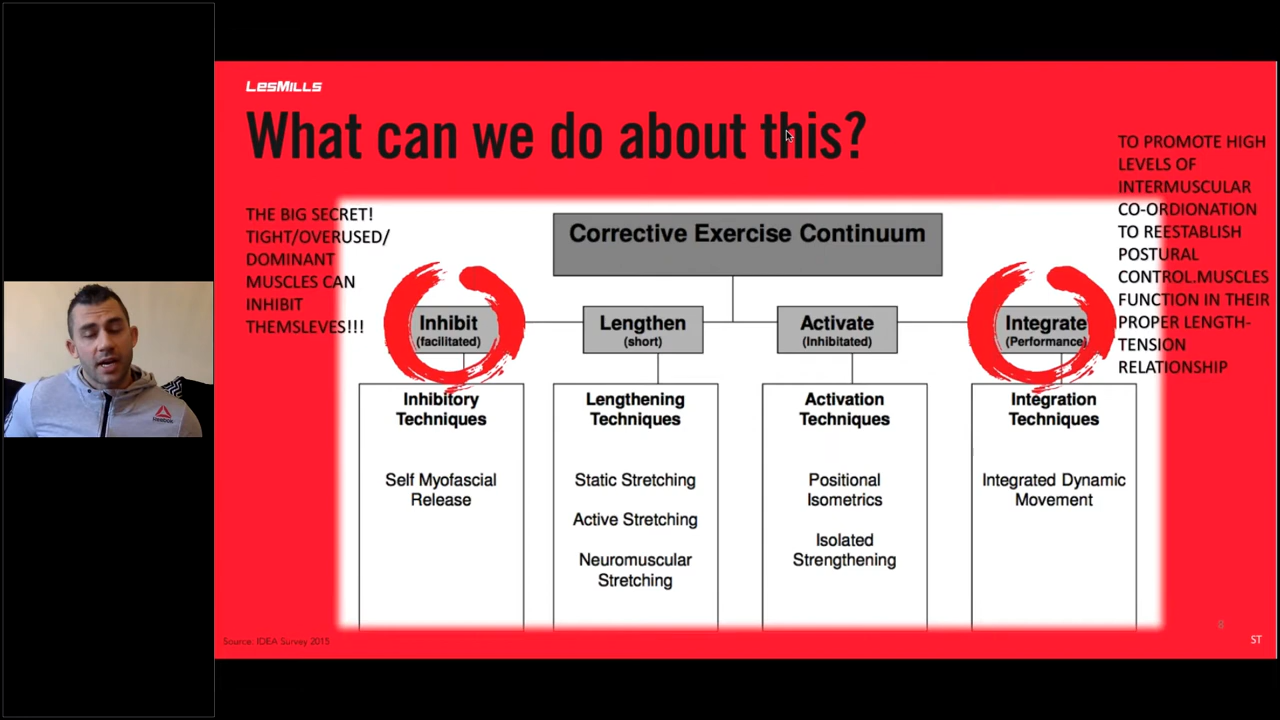 LESMILLS
What can we do about this?
THE BIG SECRET!
TIGHT/OVERUSED/
DOMINANT
MUSCLES CAN
INHIBIT
THEMSLEVES!!!
TO PROMOTE HIGH
LEVELS OF
INTERMUSCULAR
CO-ORDIONATION
TO REESTABLISH
POSTURAL
CONTROL.MUSCLES
FUNCTION IN THEIR
PROPER LENGTH-
TENSION
RELATIONSHIP
Corrective Exercise Continuum
Inhibit
(facilitated)
Lengthen
(short)
Activate
(Inhibitated)
Integrate
(Performance)
Inhibitory
Techniques
Self Myofascial
Release
Lengthening
Techniques
Static Stretching
Active Stretching
Neuromuscular
Stretching
Activation
Techniques
Positional
Isometrics
Isolated
Strengthening
Integration
Techniques
Integrated Dynamic
Movement
Source: IDEA Survey 2015
8
ST